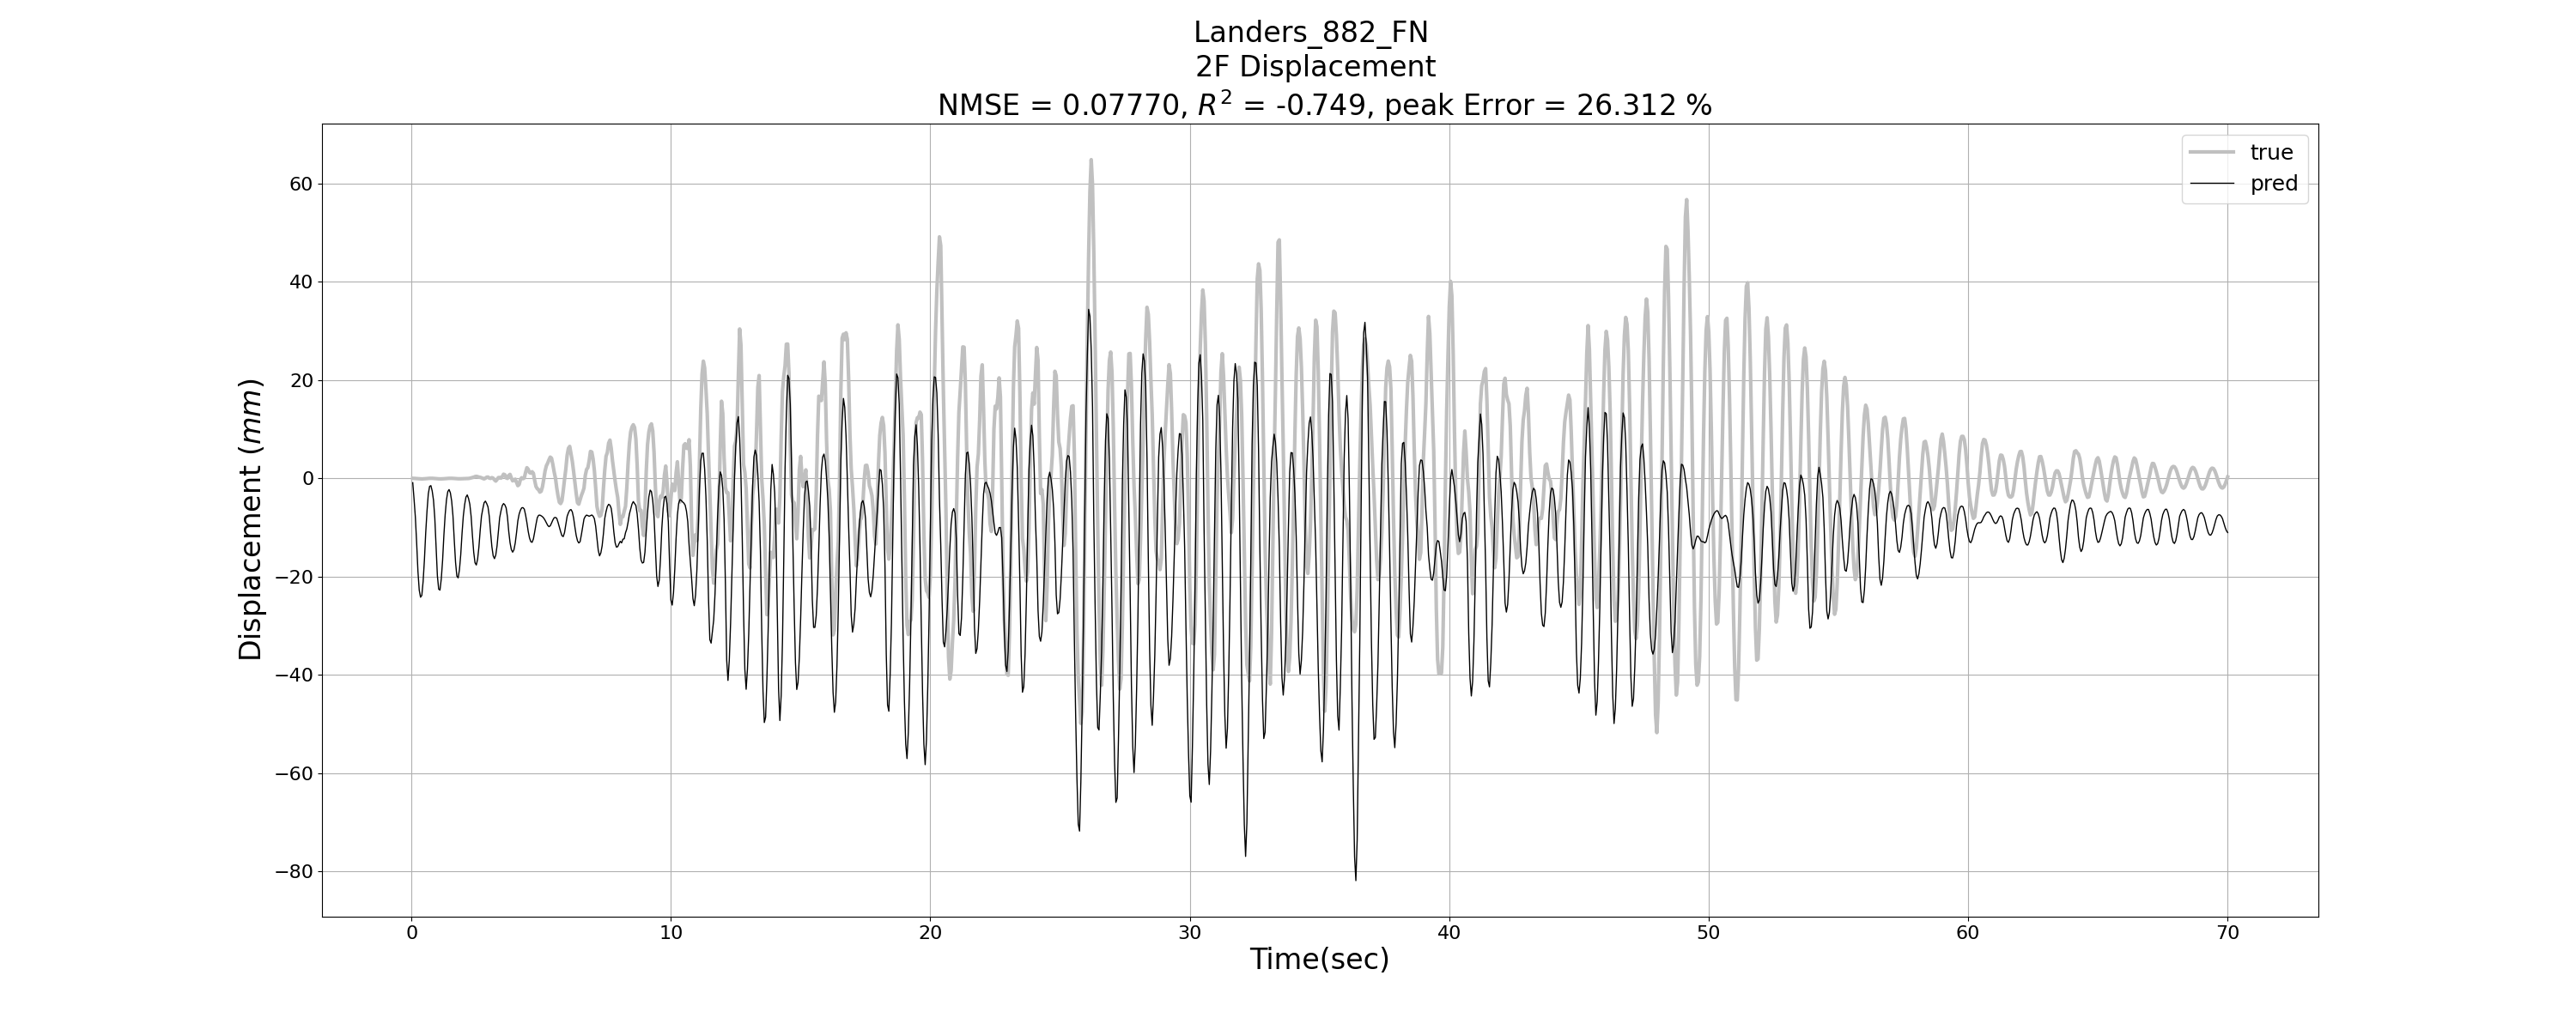 Landers_882_FN
2F Displacement
NMSE = 0.07770, R² = -0.749, peak Error = 26.312 %
true
pred
Displacement (mm)
60
40
20
0
−20
−40
−60
−80
0 10 20 30 40 50 60 70
Time(sec)